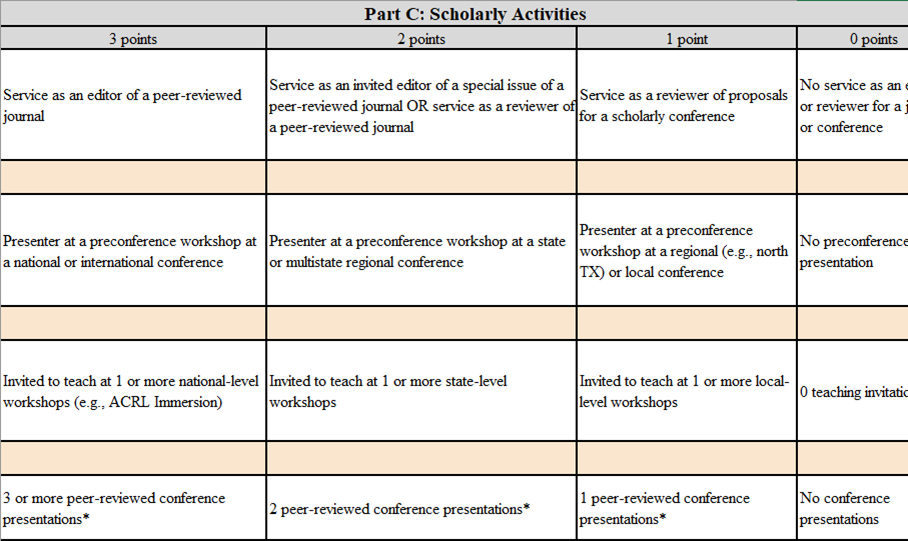 Part C: Scholarly Activities
3 points
2 points
1 point
0 points
Service as an editor of a peer-reviewed
journal
Service as an invited editor of a special issue of a
peer-reviewed journal OR service as a reviewer of
a peer-reviewed journal
Service as a reviewer of proposals
for a scholarly conference
No service as an
or reviewer for a
or conference
Presenter at a preconference workshop at
a national or international conference
Presenter at a preconference workshop at a state
or multistate regional conference
Presenter at a preconference
workshop at a regional (e.g., north
TX) or local conference
No preconference
presentation
Invited to teach at 1 or more national-level
workshops (e.g., ACRL Immersion)
Invited to teach at 1 or more state-level
workshops
Invited to teach at 1 or more local-
level workshops
0 teaching
3 or more peer-reviewed conference
presentations*
2 peer-reviewed conference presentations*
1 peer-reviewed conference
presentations*
No conference
presentations